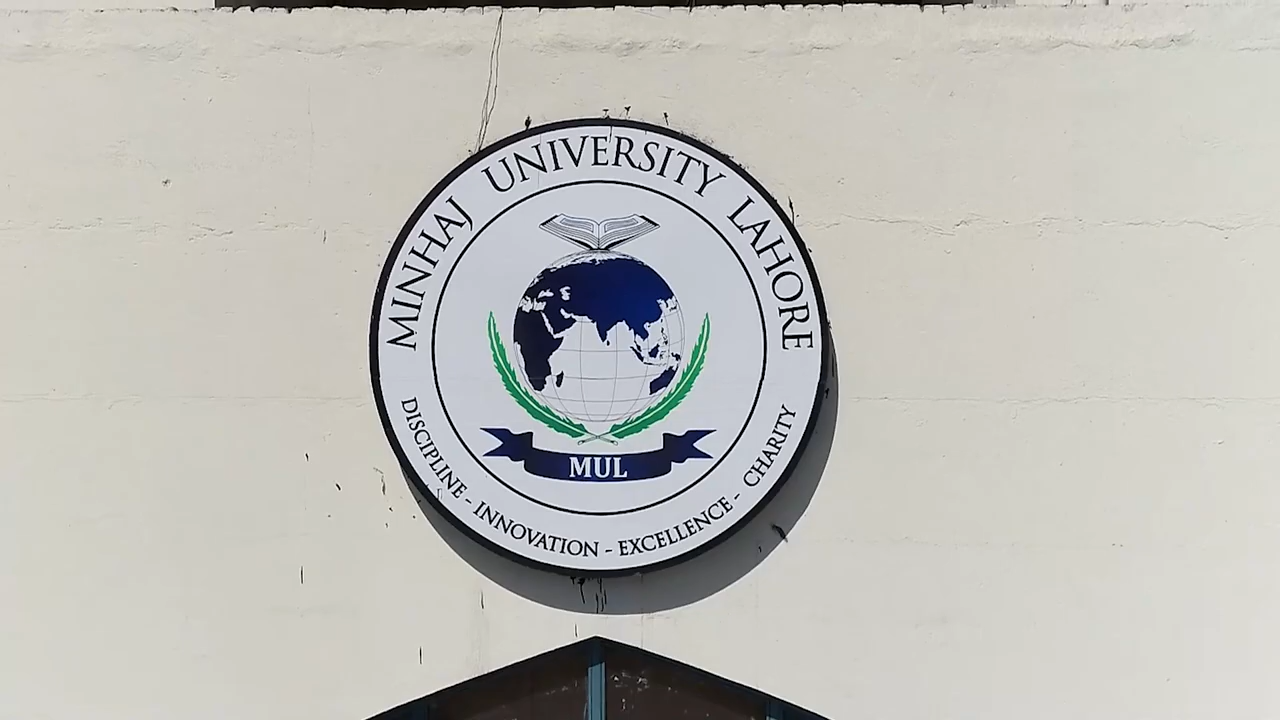 MINHAJ UNIVERSITY LAHORE
MUL
DISCIPLINE - INNOVATION - EXCELLENCE - CHARITY